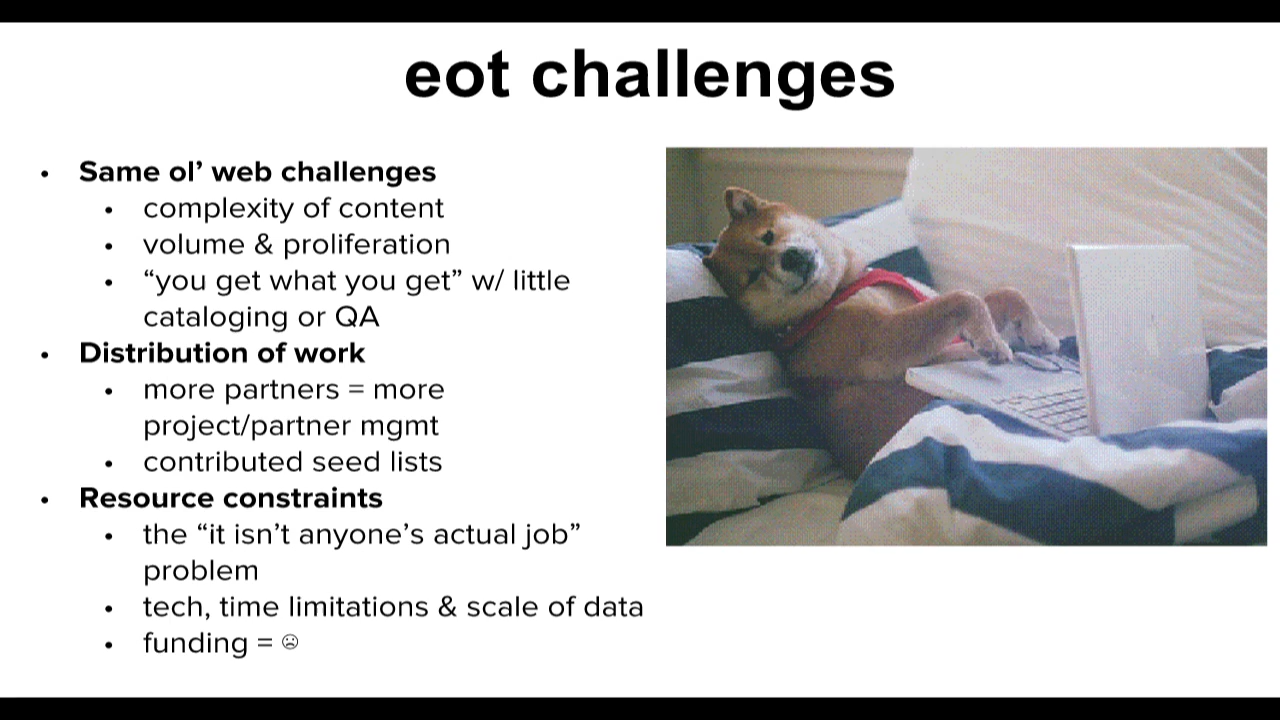 eot challenges
• Same ol’ web challenges
• complexity of content
• volume & proliferation
• “you get what you get” w/ little
cataloging or QA
• Distribution of work
• more partners = more
project/partner mgmt
• contributed seed lists
• Resource constraints
• the “it isn’t anyone’s actual job”
problem
• tech, time limitations & scale of data
• funding = ☹